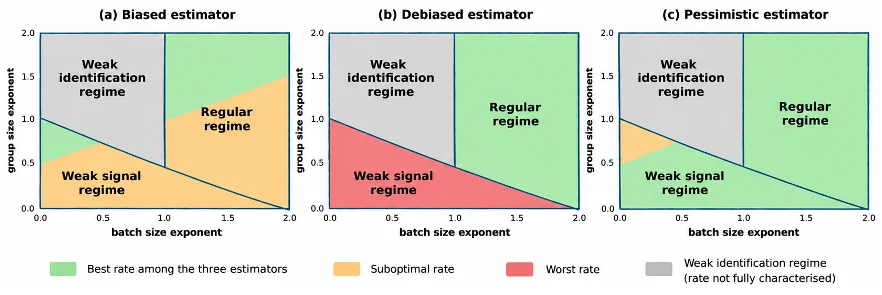 (a) Biased estimator
(b) Debiased estimator
(c) Pessimistic estimator
group size exponent
2.0
1.5
1.0
0.5
0.0
Weak
identification
regime
Regular
regime
Weak signal
regime
0.0 0.5 1.0 1.5 2.0
batch size exponent
group size exponent
2.0
1.5
1.0
0.5
0.0
Weak
identification
regime
Regular
regime
Weak signal
regime
0.0 0.5 1.0 1.5 2.0
batch size exponent
group size exponent
2.0
1.5
1.0
0.5
0.0
Weak
identification
regime
Regular
regime
Weak signal
regime
0.0 0.5 1.0 1.5 2.0
batch size exponent
Best rate among the three estimators
Suboptimal rate
Worst rate
Weak identification regime
(rate not fully characterised)